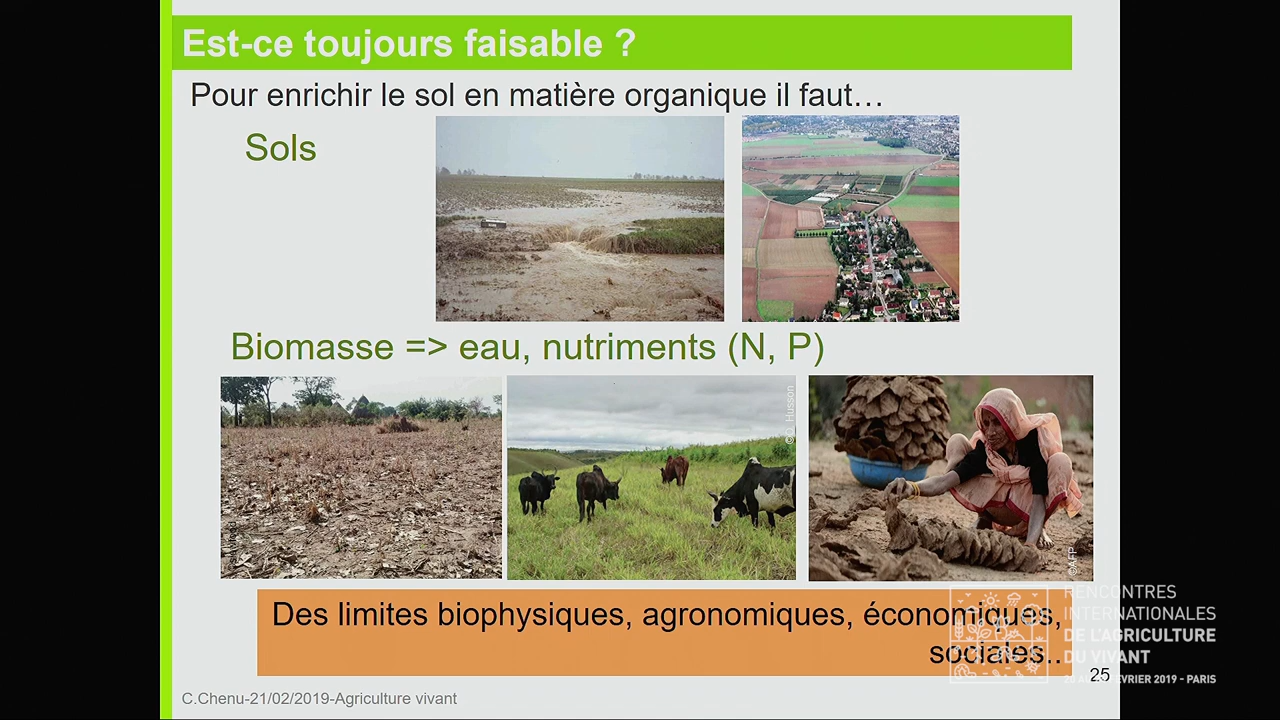 Est-ce toujours faisable ?
Pour enrichir le sol en matière organique il faut…
Sols
Biomasse => eau, nutriments (N, P)
©O. Husson
©AFP
Des limites biophysiques, agronomiques, économiques,
sociales..
RENCONTRES
INTERNATIONALES
DE L'AGRICULTURE
DU VIVANT
FÉVRIER 2019 - PARIS
25
C.Chenu-21/02/2019-Agriculture vivant